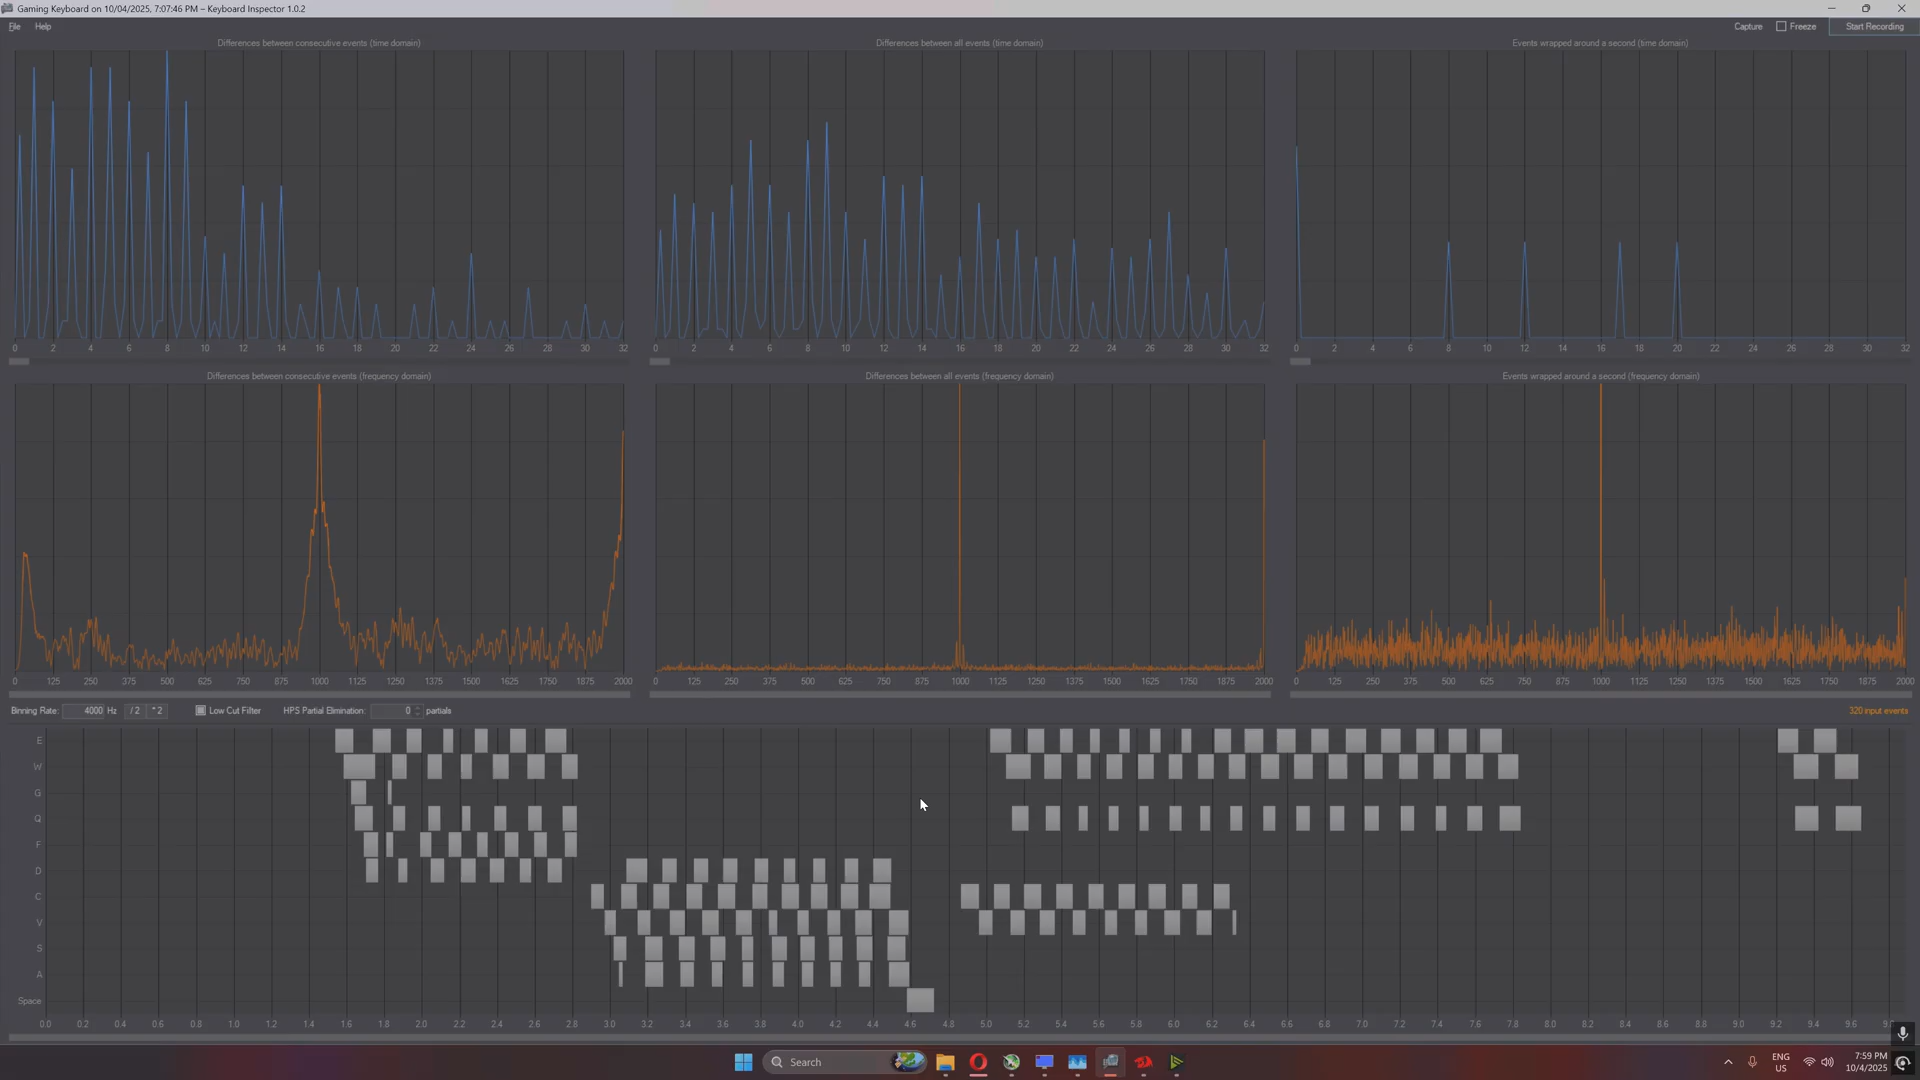 Gaming Keyboard on 10/04/2025, 7:07:46 PM – Keyboard Inspector 1.0.2
File Help Capture Freeze Start Recording
Differences between consecutive events (time domain)
0 2 4 6 8 10 12 14 16 18 20 22 24 26 28 30 32
Differences between all events (time domain)
0 2 4 6 8 10 12 14 16 18 20 22 24 26 28 30 32
Events wrapped around a second (time domain)
0 2 4 6 8 10 12 14 16 18 20 22 24 26 28 30 32
Differences between consecutive events (frequency domain)
0 125 250 375 500 625 750 875 1000 1125 1250 1375 1500 1625 1750 1875 2000
Differences between all events (frequency domain)
0 125 250 375 500 625 750 875 1000 1125 1250 1375 1500 1625 1750 1875 2000
Events wrapped around a second (frequency domain)
0 125 250 375 500 625 750 875 1000 1125 1250 1375 1500 1625 1750 1875 2000
Binning Rate: 4000 Hz / 2 * 2 Low Cut Filter HPS Partial Elimination: 0 partials 320 input events
E
W
G
Q
F
D
C
V
S
A
Space
0.0 0.2 0.4 0.6 0.8 1.0 1.2 1.4 1.6 1.8 2.0 2.2 2.4 2.6 2.8 3.0 3.2 3.4 3.6 3.8 4.0 4.2 4.4 4.6 4.8 5.0 5.2 5.4 5.6 5.8 6.0 6.2 6.4 6.6 6.8 7.0 7.2 7.4 7.6 7.8 8.0 8.2 8.4 8.6 8.8 9.0 9.2 9.4 9.6
Search
ENG
US
7:59 PM
10/4/2025